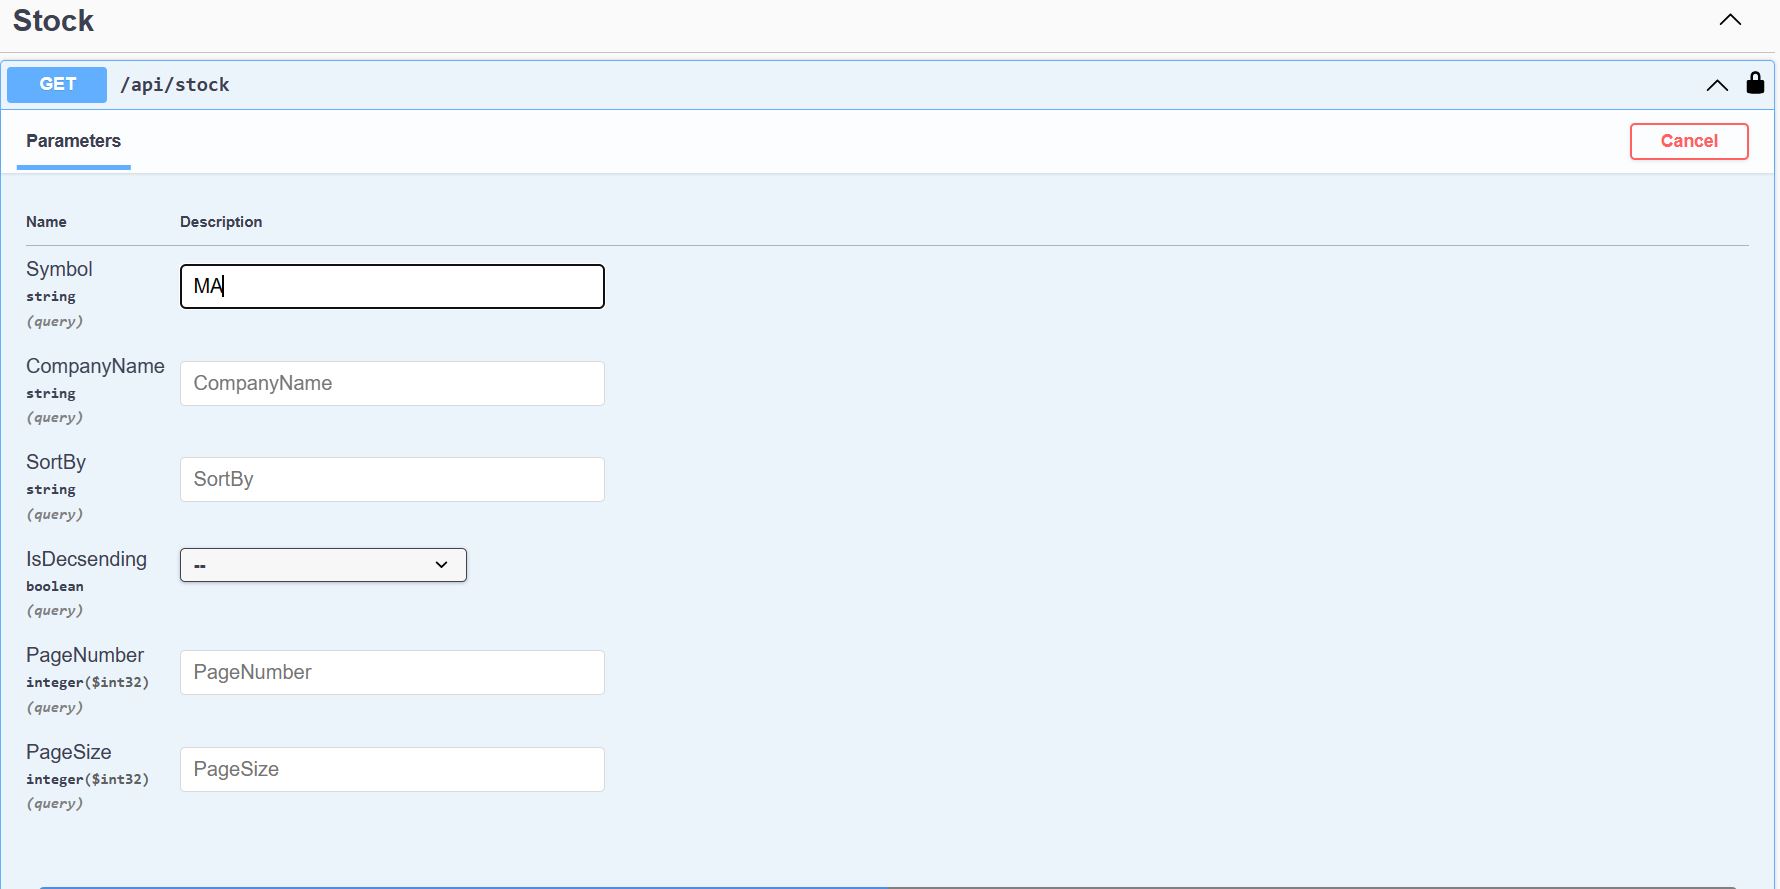 Stock
GET /api/stock
Parameters
Cancel
Name Description
Symbol
string
(query)
MA
CompanyName
string
(query)
CompanyName
SortBy
string
(query)
SortBy
IsDecsending
boolean
(query)
--
PageNumber
integer($int32)
(query)
PageNumber
PageSize
integer($int32)
(query)
PageSize